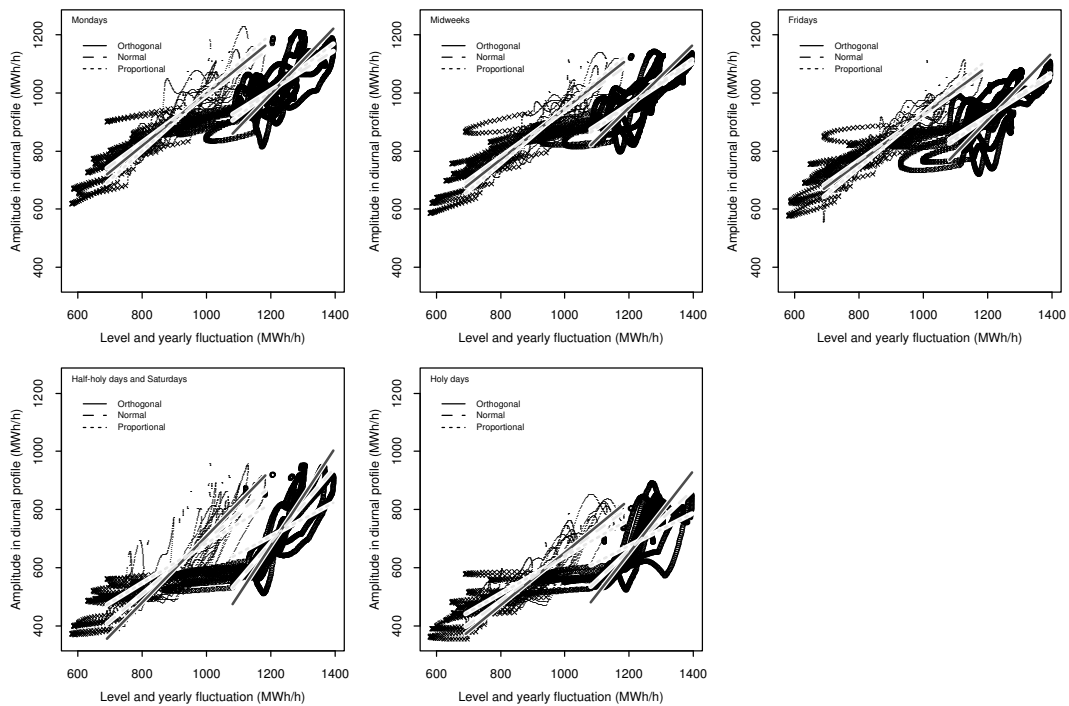 Mondays
Orthogonal
Normal
Proportional
Amplitude in diurnal profile (MWh/h)
400 600 800 1000 1200
600 800 1000 1200 1400
Level and yearly fluctuation (MWh/h)
Midweeks
Orthogonal
Normal
Proportional
Amplitude in diurnal profile (MWh/h)
400 600 800 1000 1200
600 800 1000 1200 1400
Level and yearly fluctuation (MWh/h)
Fridays
Orthogonal
Normal
Proportional
Amplitude in diurnal profile (MWh/h)
400 600 800 1000 1200
600 800 1000 1200 1400
Level and yearly fluctuation (MWh/h)
Half-holy days and Saturdays
Orthogonal
Normal
Proportional
Amplitude in diurnal profile (MWh/h)
400 600 800 1000 1200
600 800 1000 1200 1400
Level and yearly fluctuation (MWh/h)
Holy days
Orthogonal
Normal
Proportional
Amplitude in diurnal profile (MWh/h)
400 600 800 1000 1200
600 800 1000 1200 1400
Level and yearly fluctuation (MWh/h)